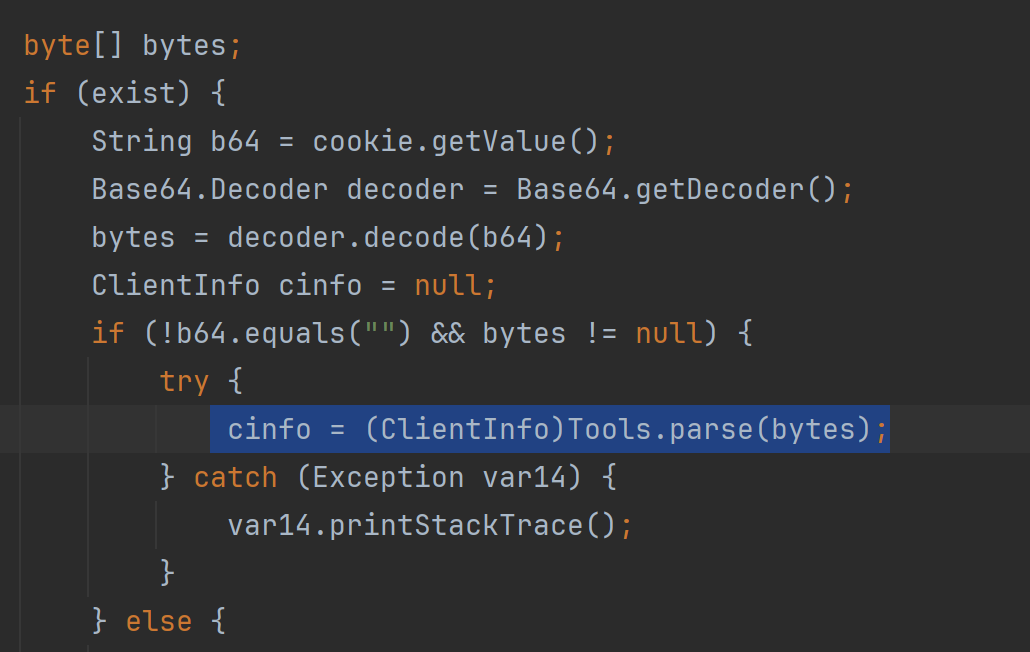 byte[] bytes;
if (exist) {
String b64 = cookie.getValue();
Base64.Decoder decoder = Base64.getDecoder();
bytes = decoder.decode(b64);
ClientInfo cinfo = null;
if (!b64.equals("") && bytes != null) {
try {
cinfo = (ClientInfo)Tools.parse(bytes);
} catch (Exception var14) {
var14.printStackTrace();
}
} else {